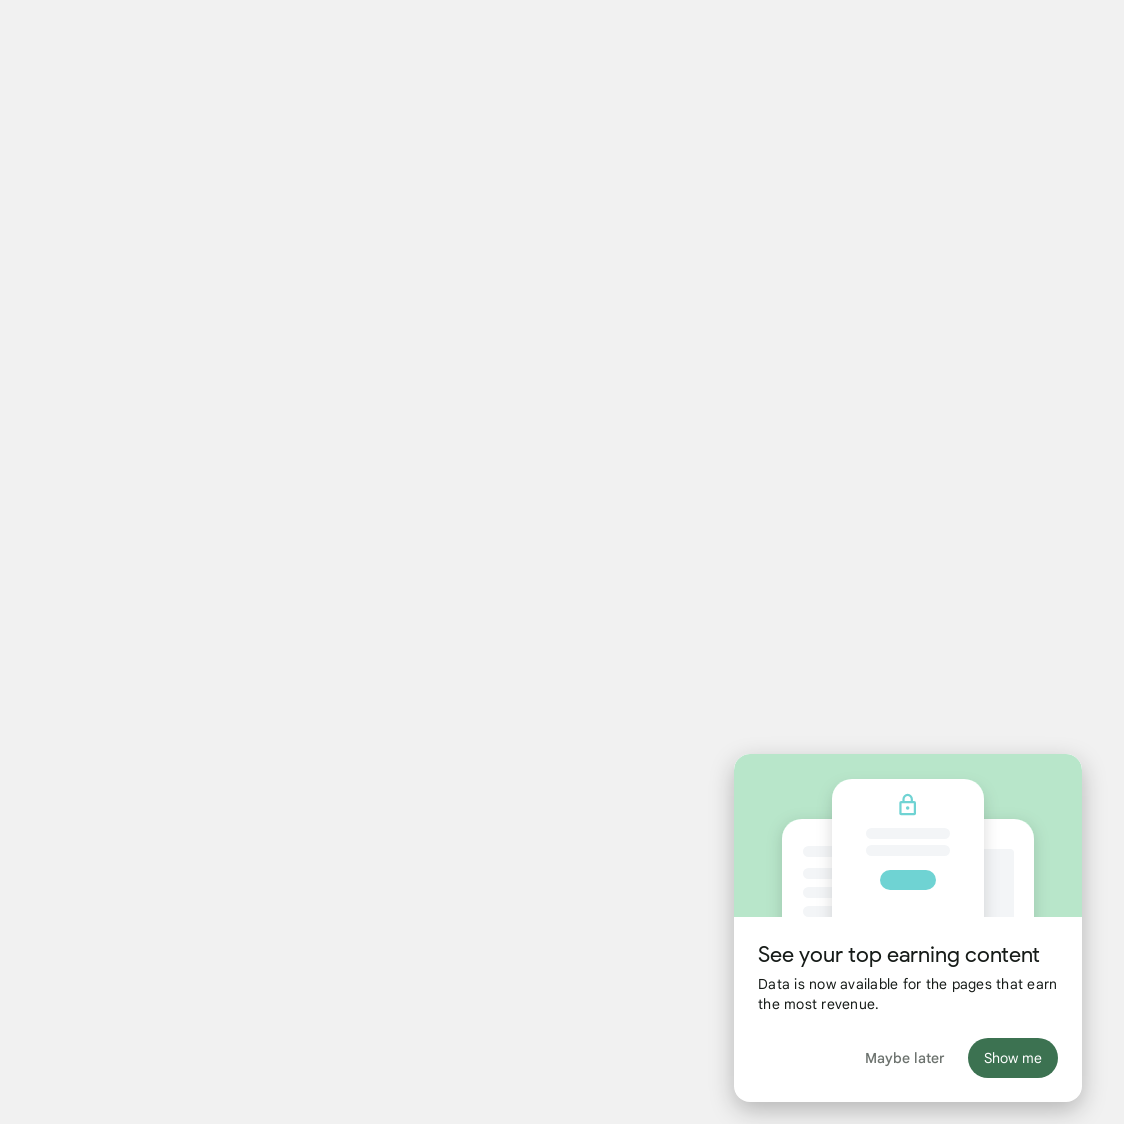 See your top earning content
Data is now available for the pages that earn
the most revenue.
Maybe later
Show me